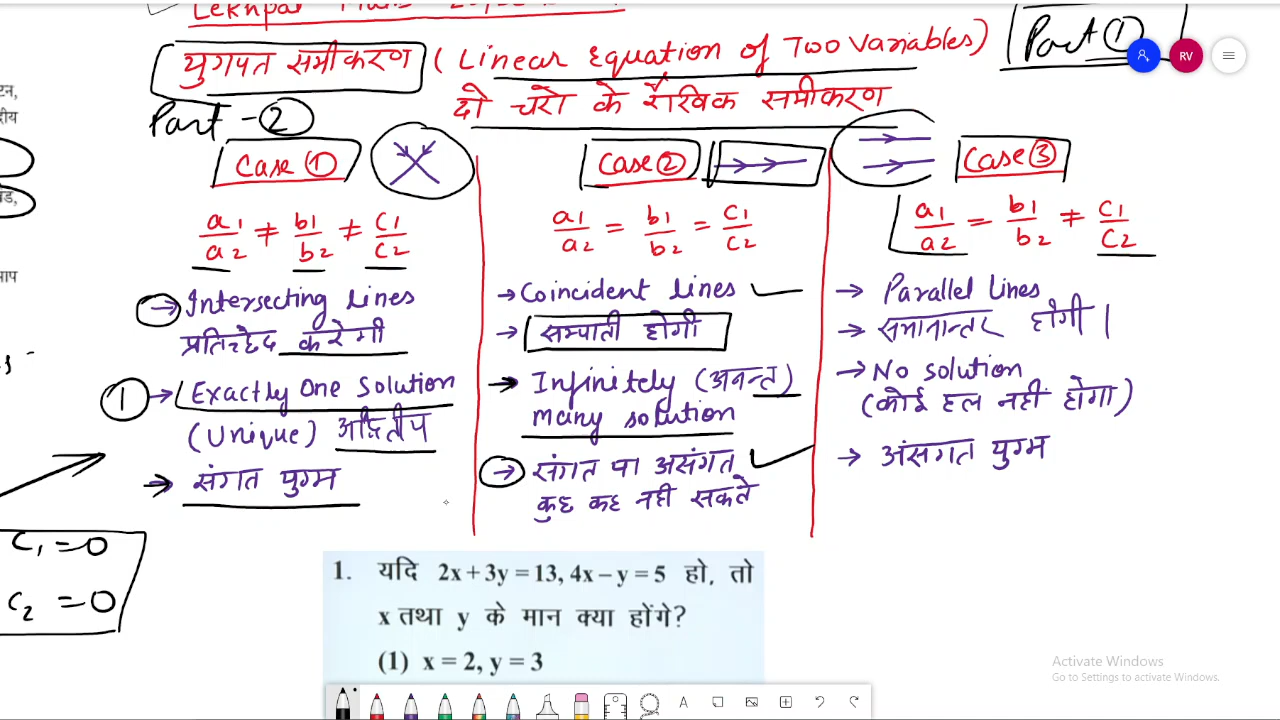 युगपत समीकरण (Linear Equation of Two Variables)
Part ①
RV
दो चरो के रैखिक समीकरण
Part - ②
Case ①
a1/a2 ≠ b1/b2 ≠ c1/c2
→ Intersecting lines
प्रतिच्छेद करेगी
① → Exactly One Solution
(Unique) अद्वितीय
→ संगत युग्म
Case ②
a1/a2 = b1/b2 = c1/c2
→ Coincident lines
→ सम्पाती होगी
→ Infinitely (अनन्त)
many solution
→ संगत या असंगत
कुछ कह नही सकते
Case ③
a1/a2 = b1/b2 ≠ c1/c2
→ Parallel Lines
→ समानान्तर होगी।
→ No solution
(कोई हल नही होगा)
→ अंसगत युग्म
टन,
दीय
ड,
आप
C1 = 0
C2 = 0
1. यदि 2x + 3y = 13, 4x – y = 5 हो, तो
x तथा y के मान क्या होंगे?
(1) x = 2, y = 3
Activate Windows
Go to Settings to activate Windows.